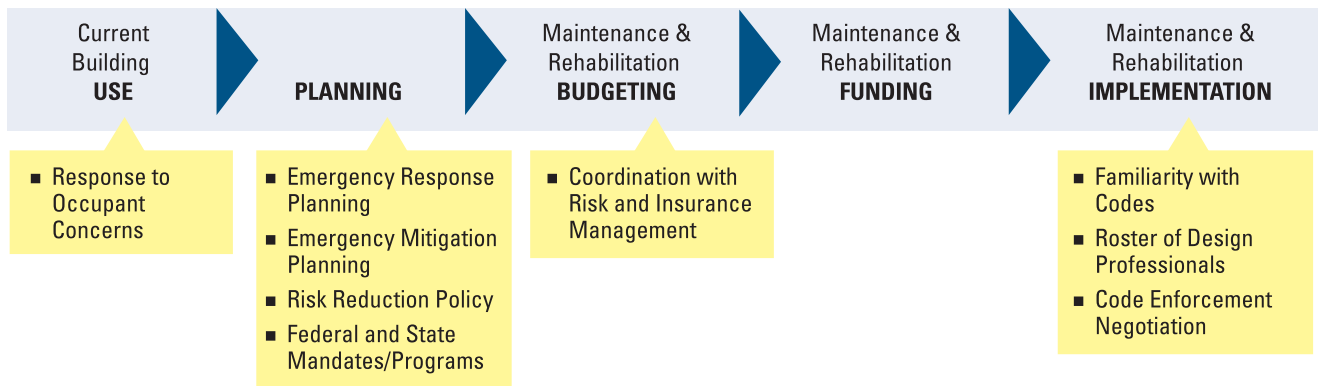 Current
Building
USE
PLANNING
Maintenance &
Rehabilitation
BUDGETING
Maintenance &
Rehabilitation
FUNDING
Maintenance &
Rehabilitation
IMPLEMENTATION
■ Response to
Occupant
Concerns
■ Emergency Response
Planning
■ Emergency Mitigation
Planning
■ Risk Reduction Policy
■ Federal and State
Mandates/Programs
■ Coordination with
Risk and Insurance
Management
■ Familiarity with
Codes
■ Roster of Design
Professionals
■ Code Enforcement
Negotiation